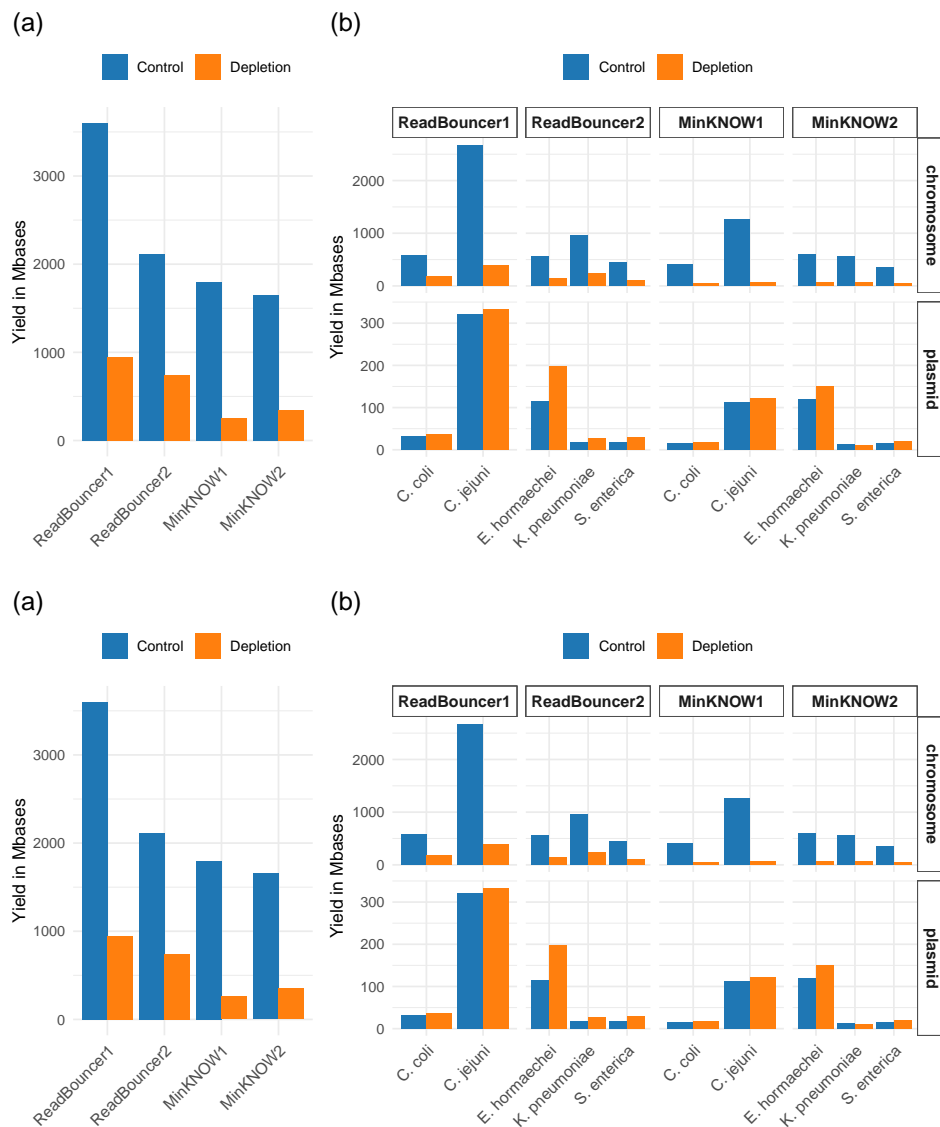 (a)
Control Depletion
Yield in Mbases
3000
2000
1000
0
ReadBouncer1
ReadBouncer2
MinKNOW1
MinKNOW2
(b)
Control Depletion
ReadBouncer1 ReadBouncer2 MinKNOW1 MinKNOW2
Yield in Mbases
2000
1000
0
chromosome
300
200
100
0
plasmid
C. coli
C. jejuni
E. hormaechei
K. pneumoniae
S. enterica
C. coli
C. jejuni
E. hormaechei
K. pneumoniae
S. enterica
(a)
Control Depletion
Yield in Mbases
3000
2000
1000
0
ReadBouncer1
ReadBouncer2
MinKNOW1
MinKNOW2
(b)
Control Depletion
ReadBouncer1 ReadBouncer2 MinKNOW1 MinKNOW2
Yield in Mbases
2000
1000
0
chromosome
300
200
100
0
plasmid
C. coli
C. jejuni
E. hormaechei
K. pneumoniae
S. enterica
C. coli
C. jejuni
E. hormaechei
K. pneumoniae
S. enterica